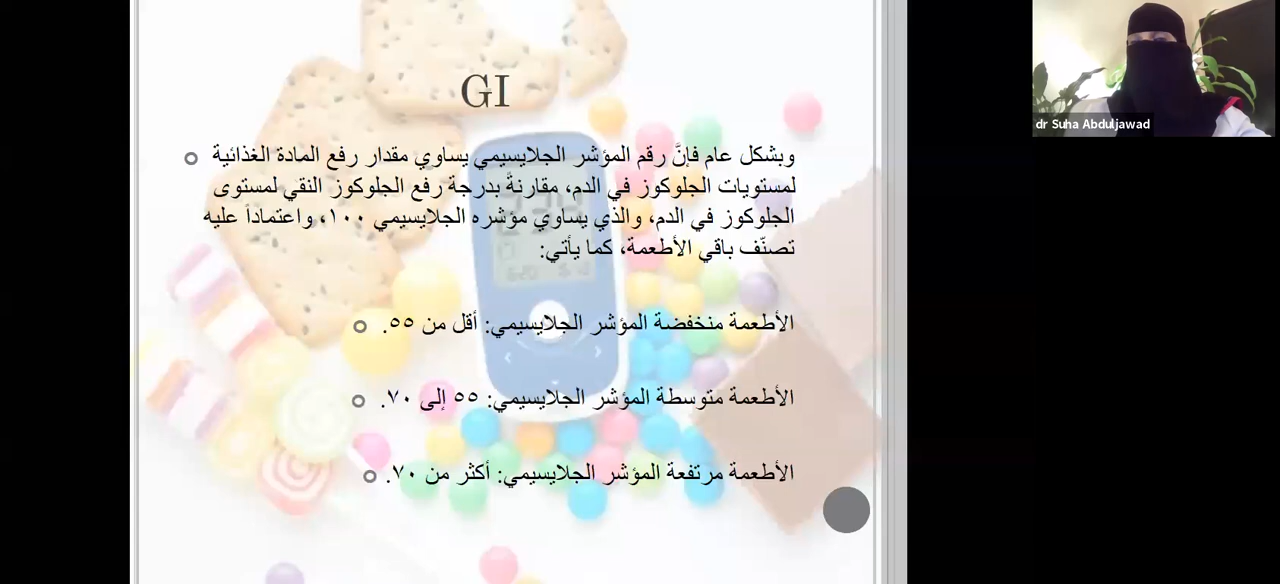 GI
وبشكل عام فإنَّ رقم المؤشر الجلايسيمي يساوي مقدار رفع المادة الغذائية
لمستويات الجلوكوز في الدم، مقارنةً بدرجة رفع الجلوكوز النقي لمستوى
الجلوكوز في الدم، والذي يساوي مؤشره الجلايسيمي ١٠٠، واعتماداً عليه
تصنّف باقي الأطعمة، كما يأتي:
الأطعمة منخفضة المؤشر الجلايسيمي: أقل من ٥٥.
الأطعمة متوسطة المؤشر الجلايسيمي: ٥٥ إلى ٧٠.
الأطعمة مرتفعة المؤشر الجلايسيمي: أكثر من ٧٠.
dr Suha Abduljawad